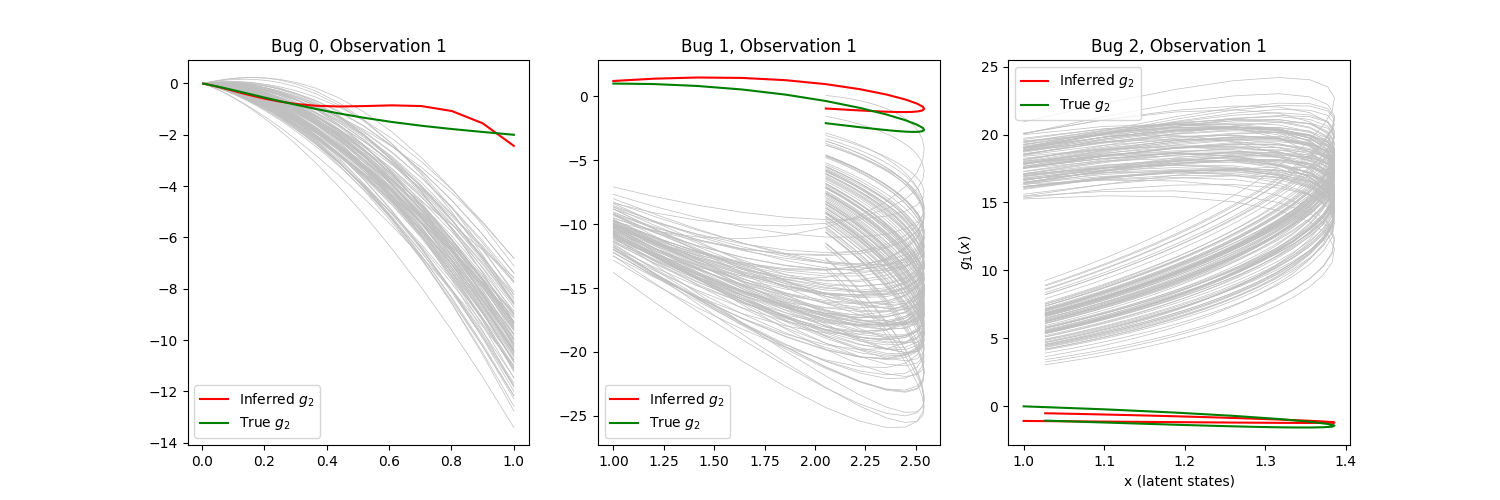 Bug 0, Observation 1
0
−2
−4
−6
−8
−10
−12
−14
0.0 0.2 0.4 0.6 0.8 1.0
Inferred g₂
True g₂
Bug 1, Observation 1
0
−5
−10
−15
−20
−25
1.00 1.25 1.50 1.75 2.00 2.25 2.50
Inferred g₂
True g₂
Bug 2, Observation 1
Inferred g₂
True g₂
25
20
15
10
5
0
g₁(x)
1.0 1.1 1.2 1.3 1.4
x (latent states)